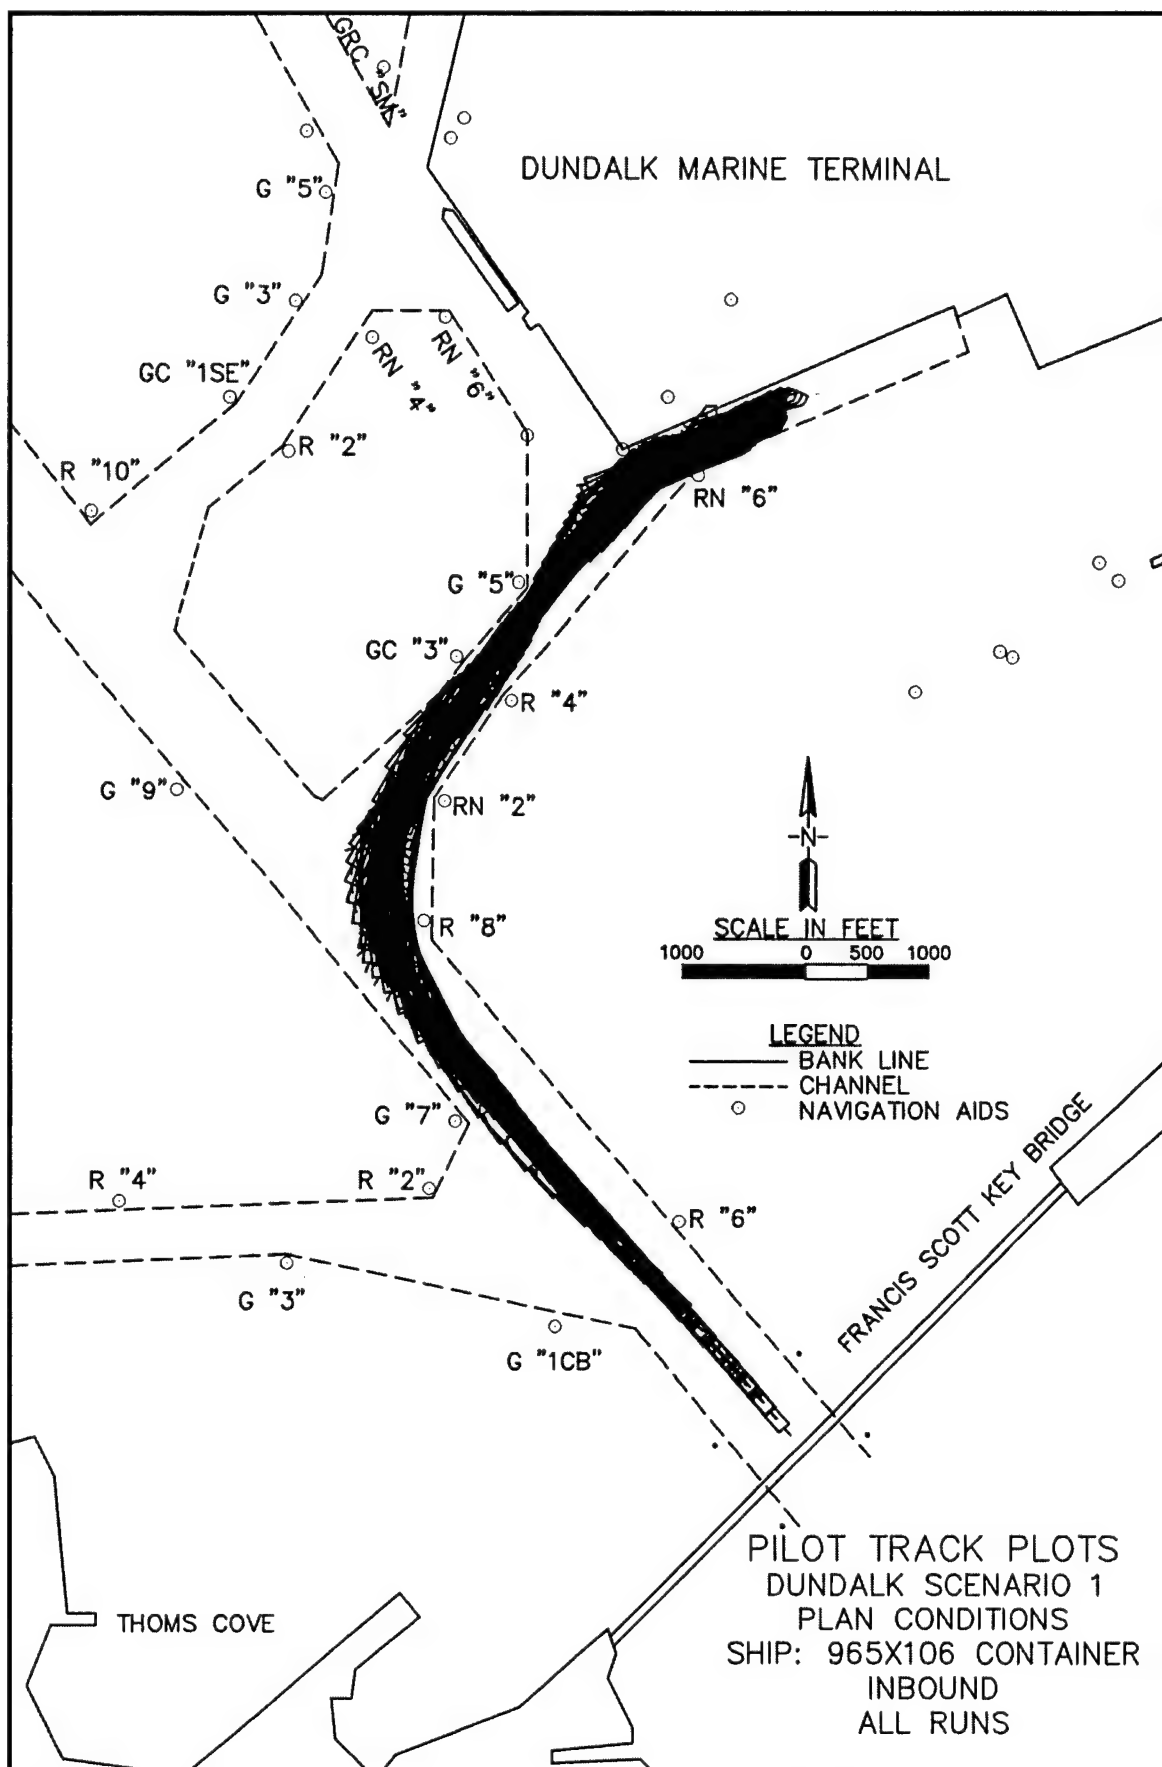 GRC "SM"
DUNDALK MARINE TERMINAL
G "5"
G "3"
RN "4"
RN "6"
GC "1SE"
R "2"
R "10"
RN "6"
G "5"
GC "3"
R "4"
G "9"
RN "2"
-N-
R "8"
SCALE IN FEET
1000 0 500 1000
LEGEND
BANK LINE
CHANNEL
NAVIGATION AIDS
G "7"
R "4"
R "2"
R "6"
FRANCIS SCOTT KEY BRIDGE
G "3"
G "1CB"
PILOT TRACK PLOTS
DUNDALK SCENARIO 1
PLAN CONDITIONS
SHIP: 965X106 CONTAINER
INBOUND
ALL RUNS
THOMS COVE